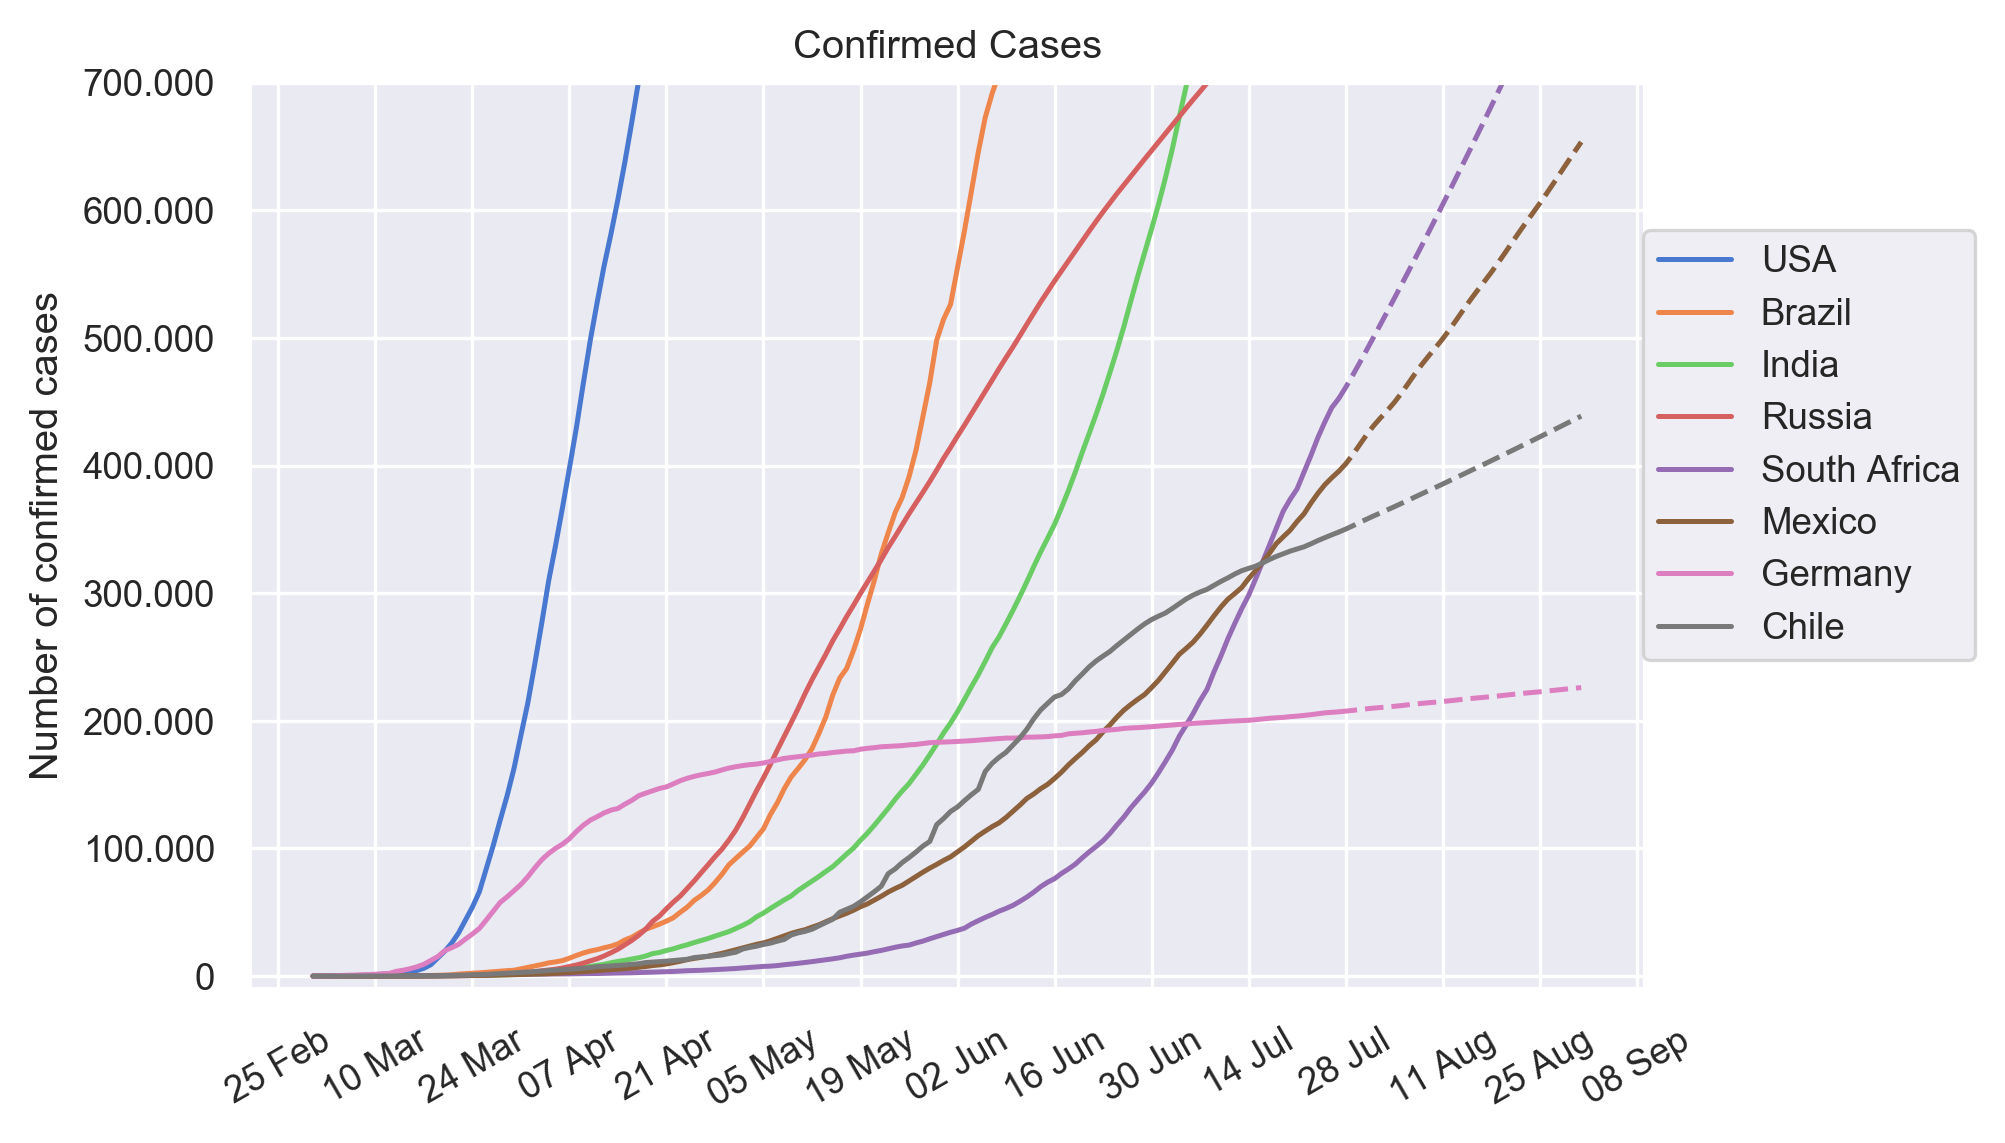 Confirmed Cases
Number of confirmed cases
700.000
600.000
500.000
400.000
300.000
200.000
100.000
0
25 Feb
10 Mar
24 Mar
07 Apr
21 Apr
05 May
19 May
02 Jun
16 Jun
30 Jun
14 Jul
28 Jul
11 Aug
25 Aug
08 Sep
USA
Brazil
India
Russia
South Africa
Mexico
Germany
Chile